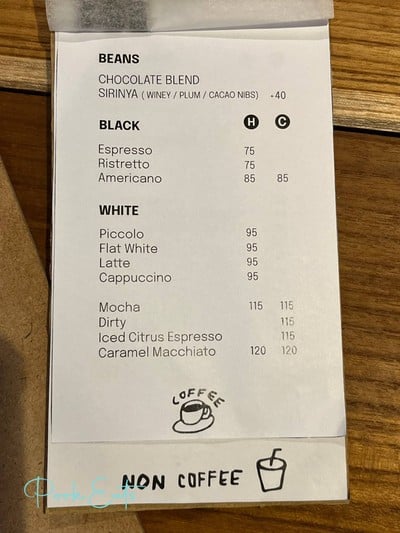 BEANS
CHOCOLATE BLEND
SIRINYA ( WINEY / PLUM / CACAO NIBS) +40
BLACK H C
Espresso 75
Ristretto 75
Americano 85 85
WHITE
Piccolo 95
Flat White 95
Latte 95
Cappuccino 95
Mocha 115 115
Dirty 115
Iced Citrus Espresso 115
Caramel Macchiato 120 120
COFFEE
NON COFFEE